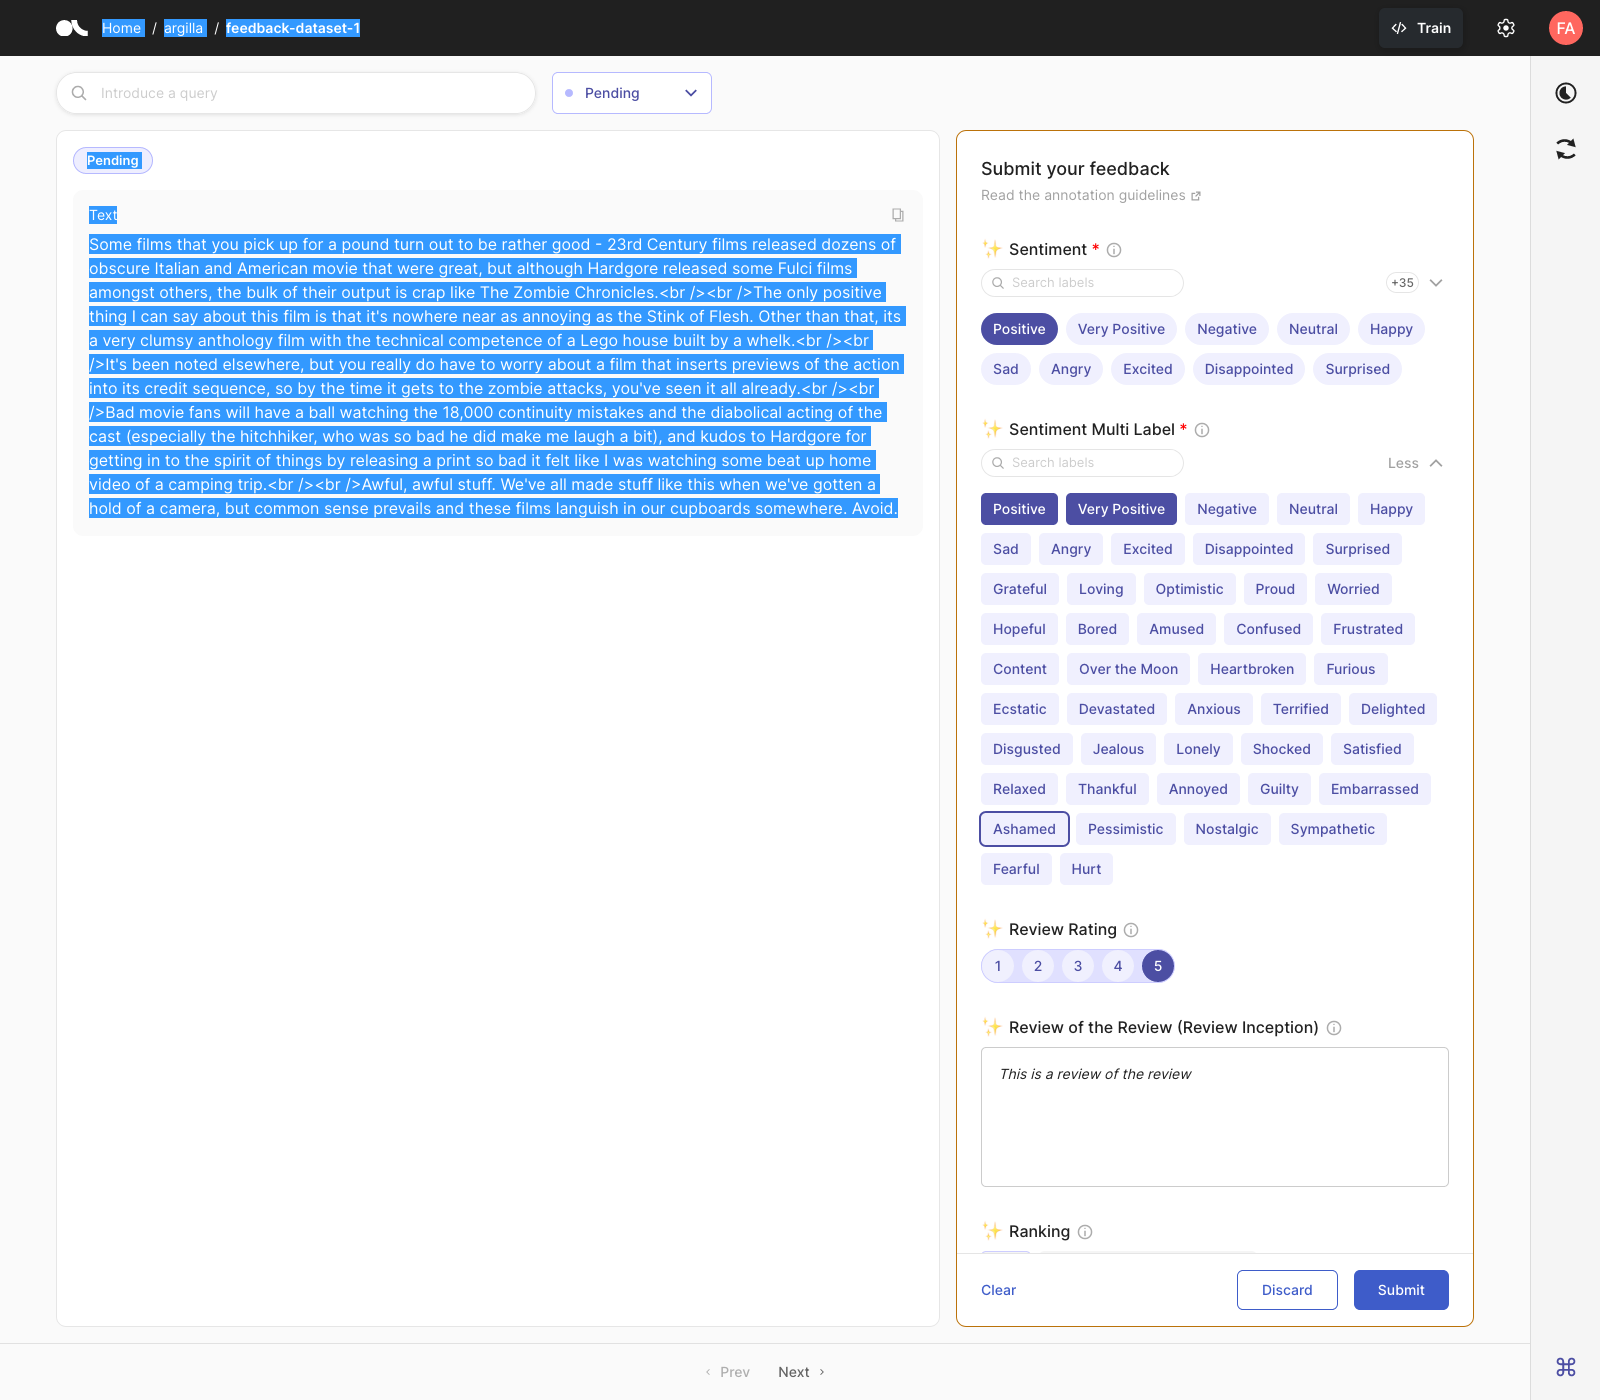 Home / argilla / feedback-dataset-1
Train
FA
Introduce a query
Pending
Pending
Text
Some films that you pick up for a pound turn out to be rather good - 23rd Century films released dozens of
obscure Italian and American movie that were great, but although Hardgore released some Fulci films
amongst others, the bulk of their output is crap like The Zombie Chronicles.<br /><br />The only positive
thing I can say about this film is that it's nowhere near as annoying as the Stink of Flesh. Other than that, its
a very clumsy anthology film with the technical competence of a Lego house built by a whelk.<br /><br
/>It's been noted elsewhere, but you really do have to worry about a film that inserts previews of the action
into its credit sequence, so by the time it gets to the zombie attacks, you've seen it all already.<br /><br
/>Bad movie fans will have a ball watching the 18,000 continuity mistakes and the diabolical acting of the
cast (especially the hitchhiker, who was so bad he did make me laugh a bit), and kudos to Hardgore for
getting in to the spirit of things by releasing a print so bad it felt like I was watching some beat up home
video of a camping trip.<br /><br />Awful, awful stuff. We've all made stuff like this when we've gotten a
hold of a camera, but common sense prevails and these films languish in our cupboards somewhere. Avoid.
Submit your feedback
Read the annotation guidelines
Sentiment *
Search labels
+35
Positive Very Positive Negative Neutral Happy
Sad Angry Excited Disappointed Surprised
Sentiment Multi Label *
Search labels
Less
Positive Very Positive Negative Neutral Happy
Sad Angry Excited Disappointed Surprised
Grateful Loving Optimistic Proud Worried
Hopeful Bored Amused Confused Frustrated
Content Over the Moon Heartbroken Furious
Ecstatic Devastated Anxious Terrified Delighted
Disgusted Jealous Lonely Shocked Satisfied
Relaxed Thankful Annoyed Guilty Embarrassed
Ashamed Pessimistic Nostalgic Sympathetic
Fearful Hurt
Review Rating
1 2 3 4 5
Review of the Review (Review Inception)
This is a review of the review
Ranking
Clear
Discard
Submit
Prev
Next